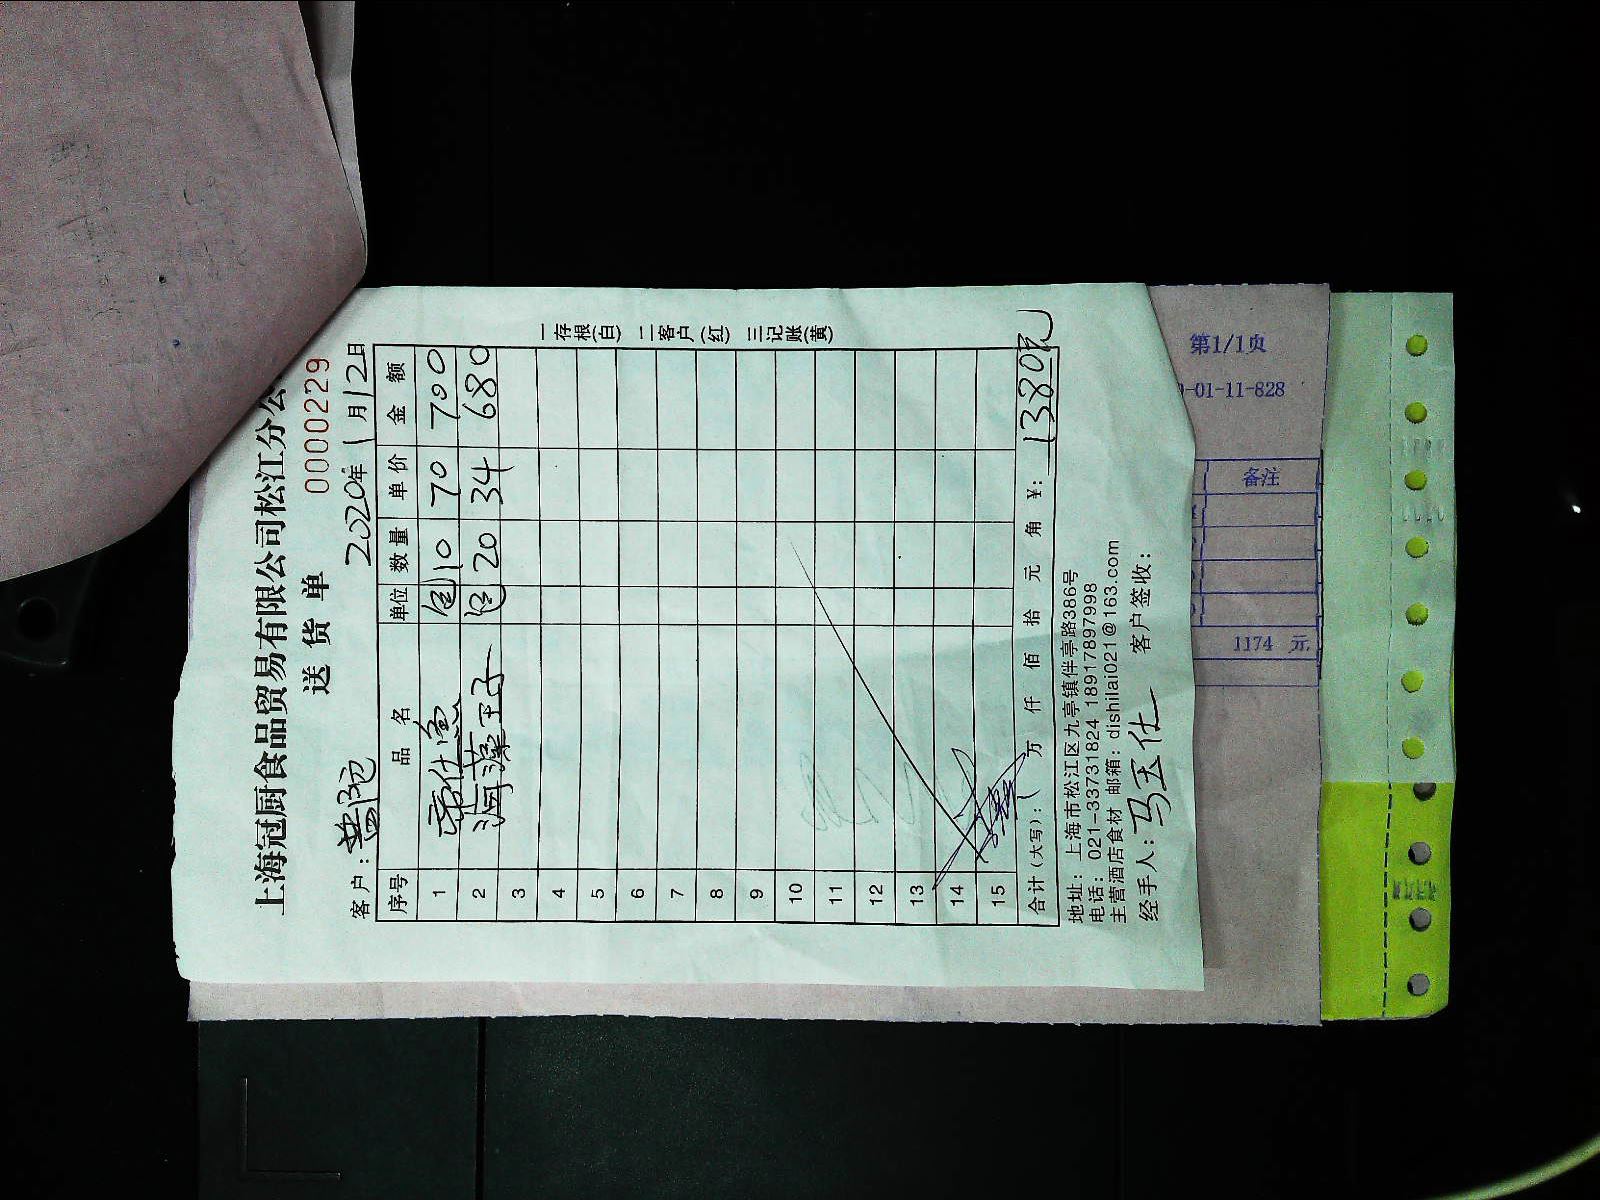 上海冠厨食品贸易有限公司松江分公
送货单
0000229
客户:
2020年1月12日
序号 品名 单位 数量 单价 金额
1 包 10 70 700
2 海藻 包 20 34 680
3
4
5
6
7
8
9
10
11
12
13
14
15
合计(大写): 万 仟 佰 拾 元 角 ¥: 1380元
地址: 上海市松江区九亭镇伴亭路386号
电话: 021-33731824 18917897998
主营酒店食材 邮箱: dishilai021@163.com
经手人: 客户签收:
一存根(白) 二客户(红) 三记账(黄)
第1/1页
-01-11-828
备注
1174 元